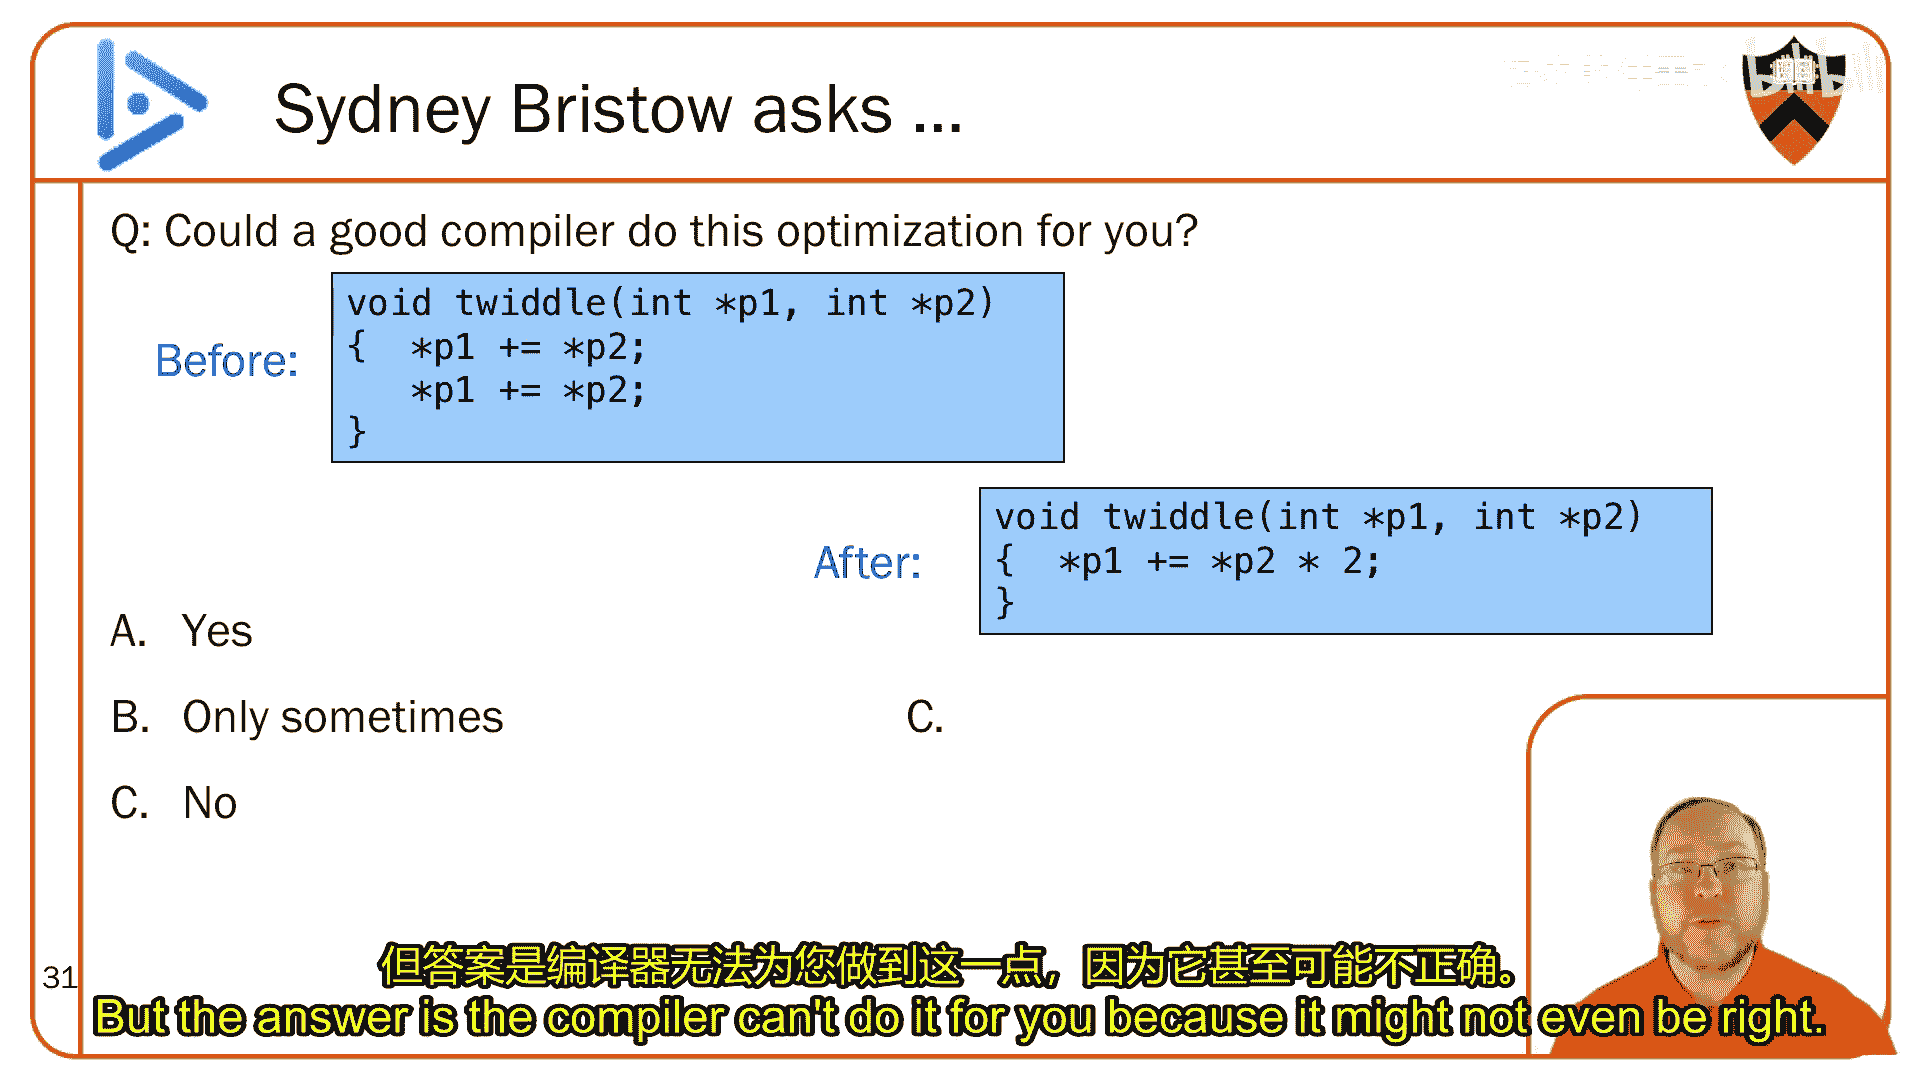 Sydney Bristow asks ...
Q: Could a good compiler do this optimization for you?
Before:
void twiddle(int *p1, int *p2)
{  *p1 += *p2;
   *p1 += *p2;
}
After:
void twiddle(int *p1, int *p2)
{  *p1 += *p2 * 2;
}
A. Yes
B. Only sometimes
C.
C. No
31
但答案是编译器无法为您做到这一点，因为它甚至可能不正确。
But the answer is the compiler can't do it for you because it might not even be right.